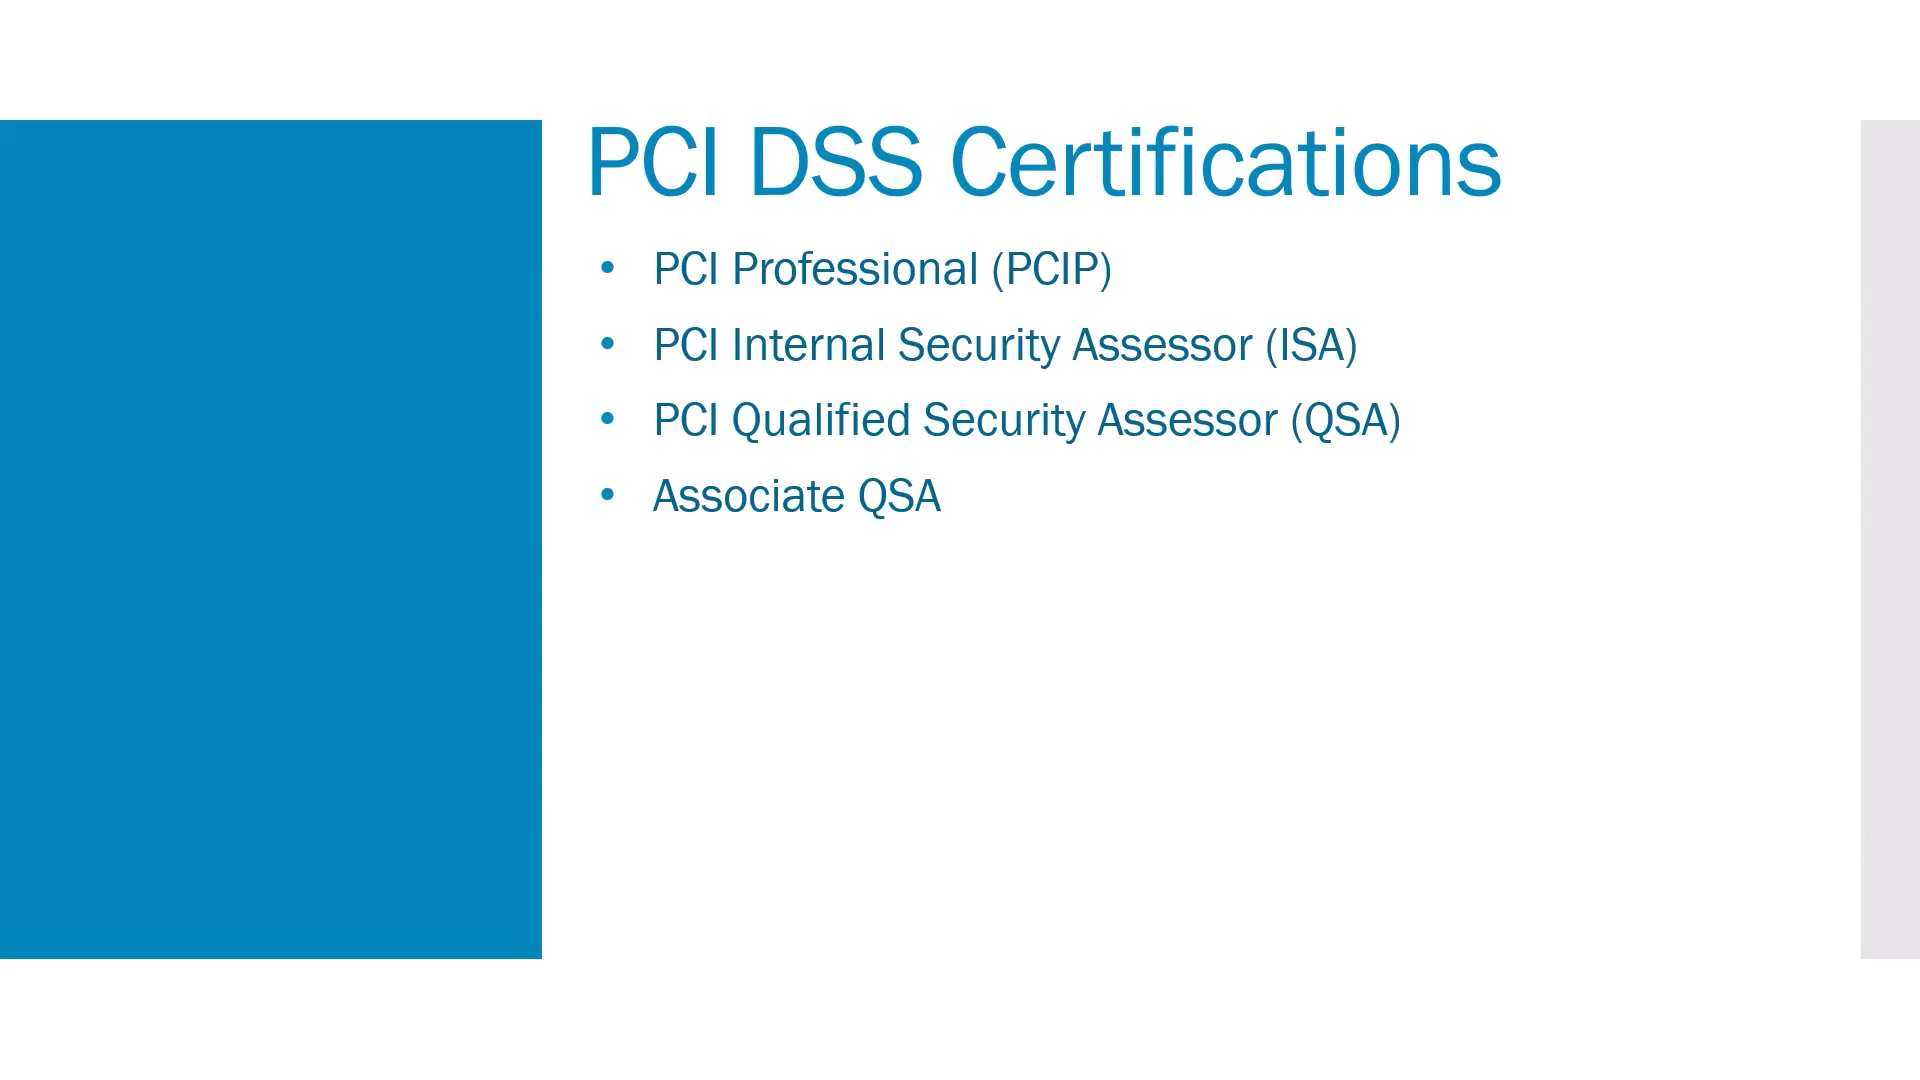 PCI DSS Certifications
• PCI Professional (PCIP)
• PCI Internal Security Assessor (ISA)
• PCI Qualified Security Assessor (QSA)
• Associate QSA